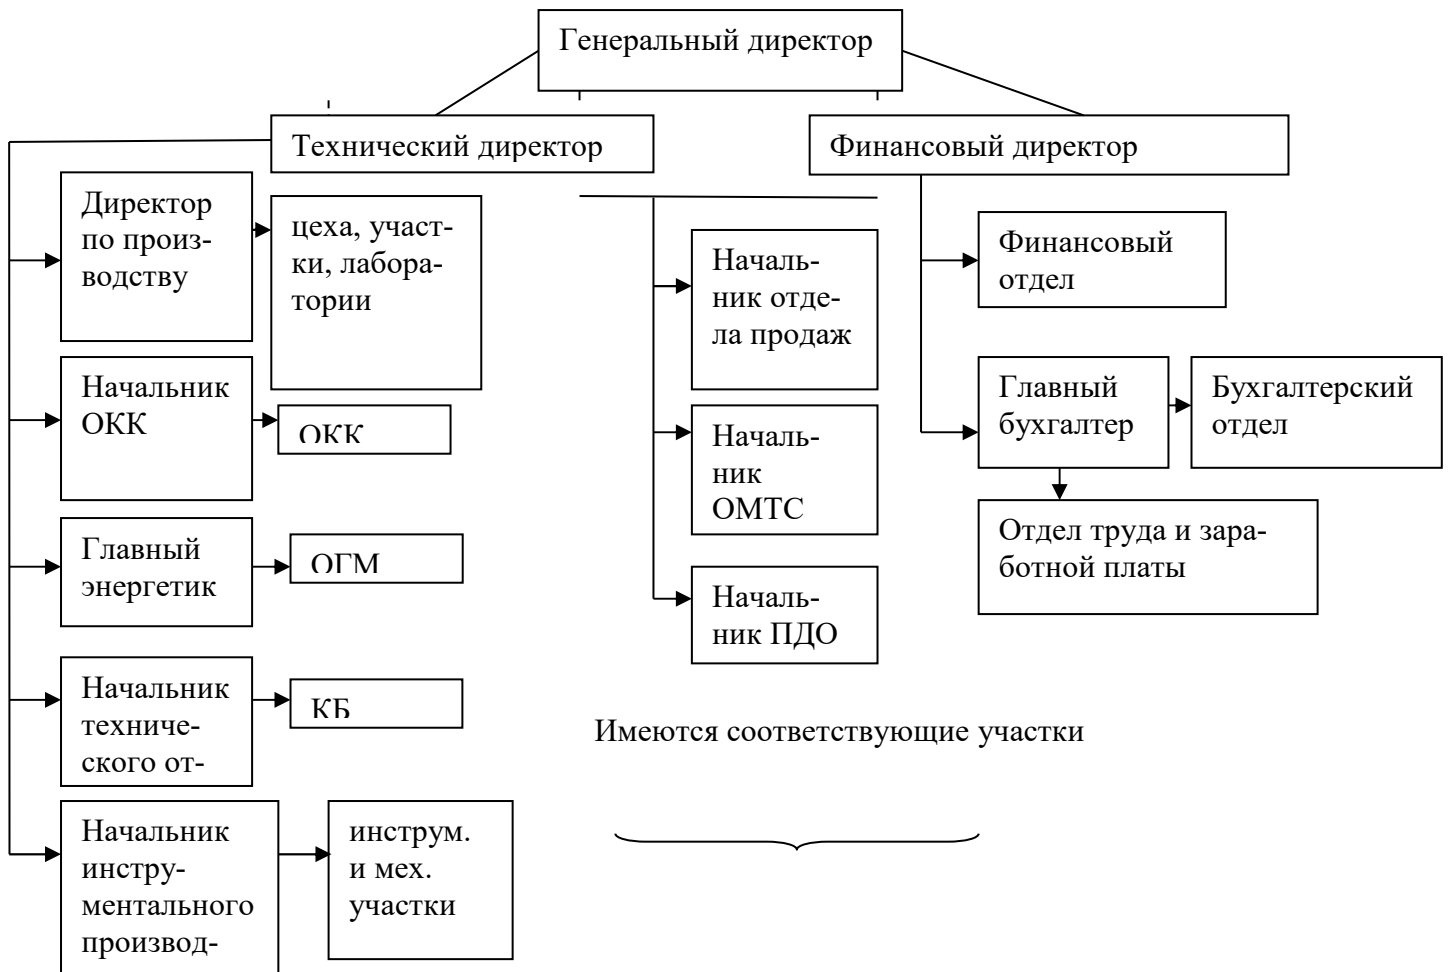 Генеральный директор
Технический директор
Финансовый директор
Директор
по произ-
водству
цеха, участ-
ки, лабора-
тории
Началь-
ник отде-
ла продаж
Финансовый
отдел
Начальник
ОКК
ОКК
Началь-
ник
ОМТС
Главный
бухгалтер
Бухгалтерский
отдел
Главный
энергетик
ОГМ
Началь-
ник ПДО
Отдел труда и зара-
ботной платы
Начальник
техниче-
ского от-
КБ
Имеются соответствующие участки
Начальник
инстру-
ментального
производ-
инструм.
и мех.
участки